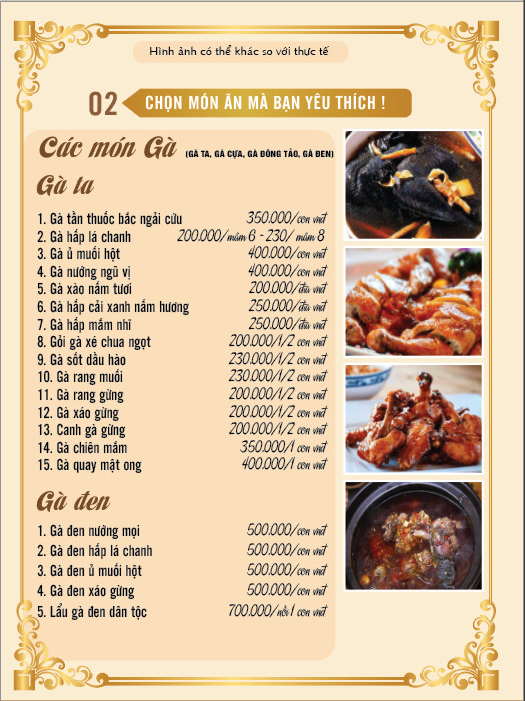 Hình ảnh có thể khác so với thực tế
02 CHỌN MÓN ĂN MÀ BẠN YÊU THÍCH !
Các món Gà (GÀ TA, GÀ CỰA, GÀ ĐÔNG TẢO, GÀ ĐEN)
Gà ta
1. Gà tần thuốc bắc ngải cứu 350.000/con vnđ
2. Gà hấp lá chanh 200.000/mâm 6 - 230/ mâm 8
3. Gà ủ muối hột 400.000/con vnđ
4. Gà nướng ngũ vị 400.000/con vnđ
5. Gà xào nấm tươi 200.000/đĩa vnđ
6. Gà hấp cải xanh nấm hương 250.000/đĩa vnđ
7. Gà hấp mắm nhĩ 250.000/đĩa vnđ
8. Gỏi gà xé chua ngọt 200.000/1/2 con vnđ
9. Gà sốt dầu hào 230.000/1/2 con vnđ
10. Gà rang muối 230.000/1/2 con vnđ
11. Gà rang gừng 200.000/1/2 con vnđ
12. Gà xáo gừng 200.000/1/2 con vnđ
13. Canh gà gừng 200.000/1/2 con vnđ
14. Gà chiên mắm 350.000/1 con vnđ
15. Gà quay mật ong 400.000/1 con vnđ
Gà đen
1. Gà đen nướng mọi 500.000/con vnđ
2. Gà đen hấp lá chanh 500.000/con vnđ
3. Gà đen ủ muối hột 500.000/con vnđ
4. Gà đen xáo gừng 500.000/con vnđ
5. Lẩu gà đen dân tộc 700.000/nồi 1 con vnđ